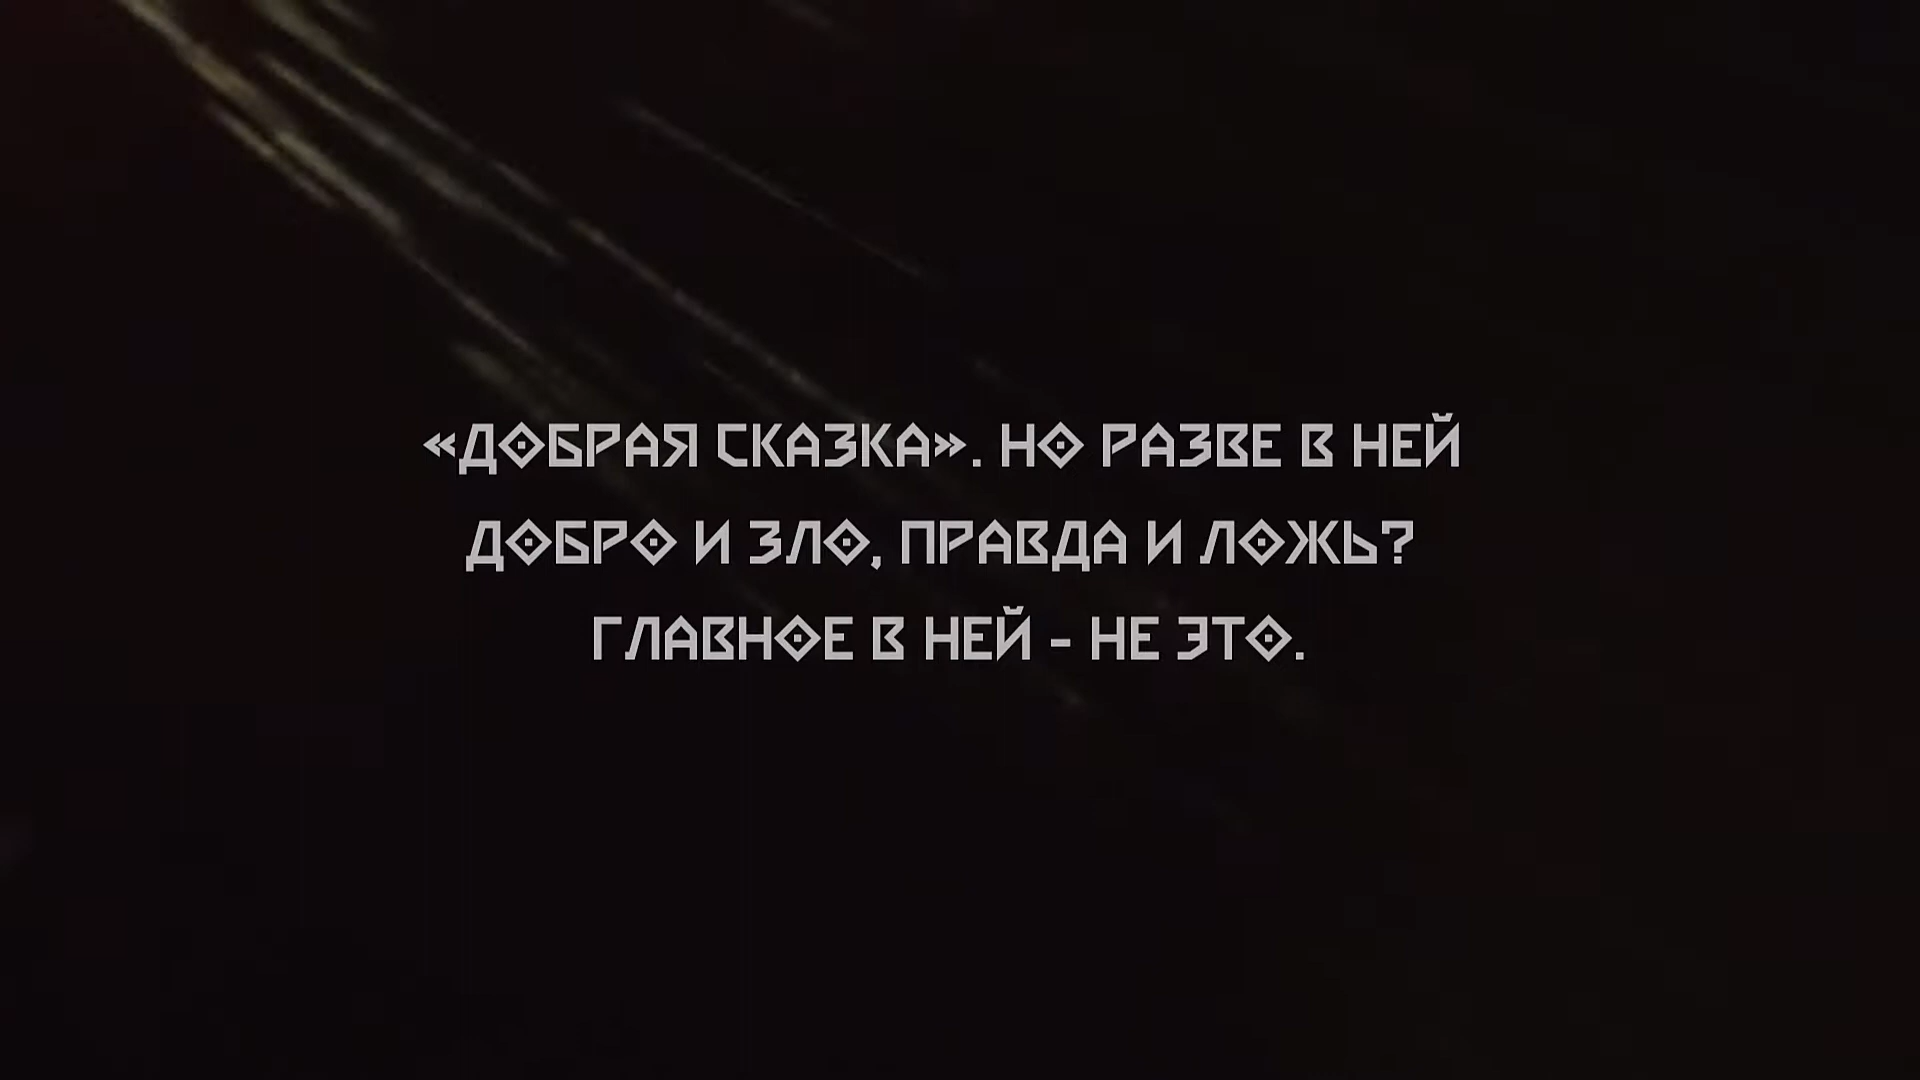 «ДОБРАЯ СКАЗКА». НО РАЗВЕ В НЕЙ
ДОБРО И ЗЛО, ПРАВДА И ЛОЖЬ?
ГЛАВНОЕ В НЕЙ - НЕ ЭТО.